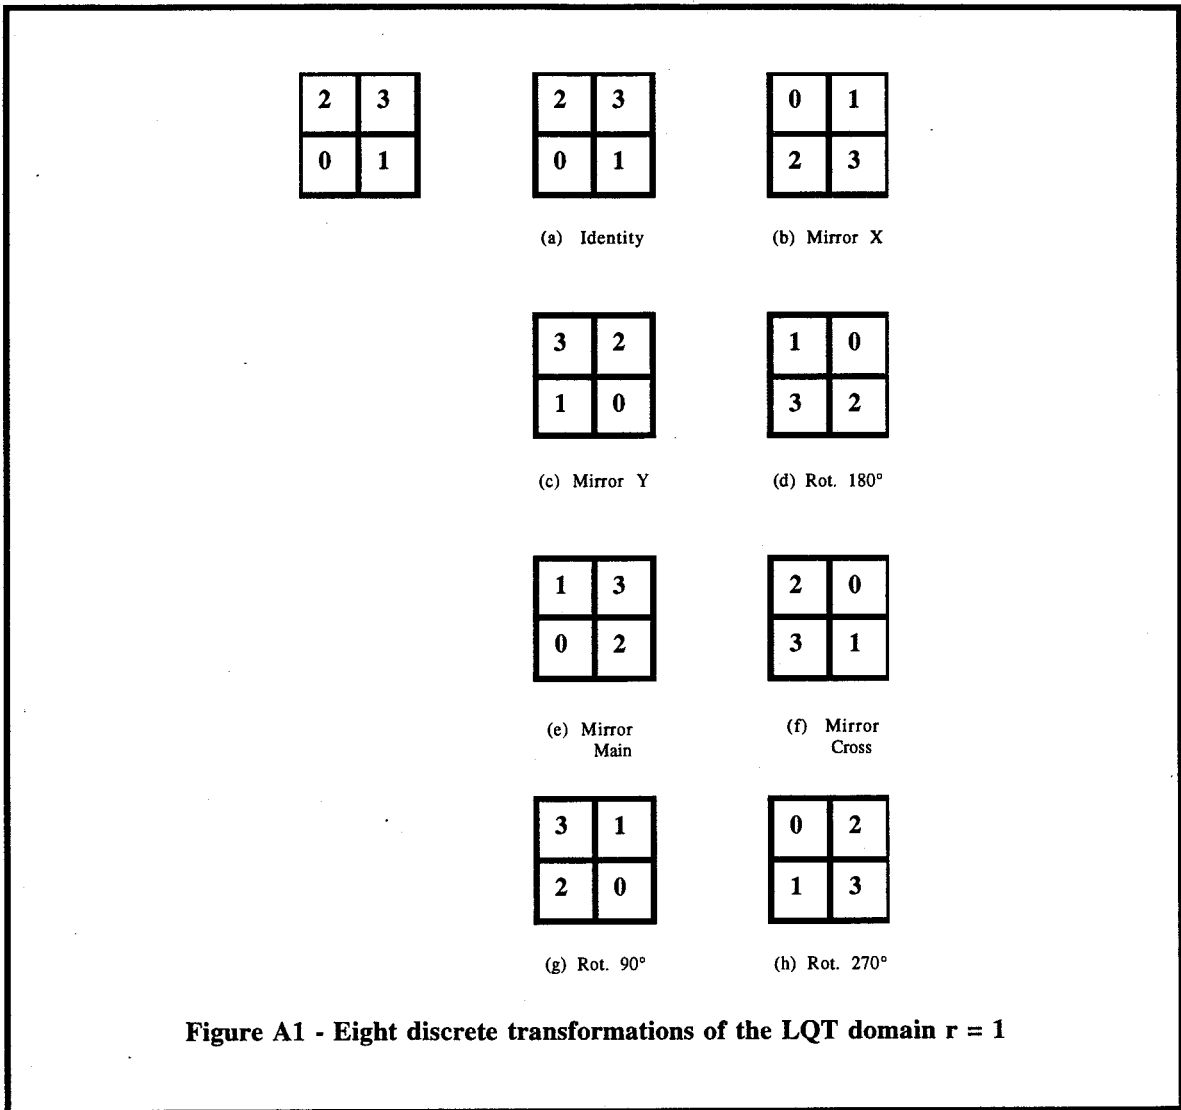 2 3 2 3 0 1
0 1 0 1 2 3
(a) Identity (b) Mirror X
3 2 1 0
1 0 3 2
(c) Mirror Y (d) Rot. 180°
1 3 2 0
0 2 3 1
(e) Mirror (f) Mirror
Main Cross
3 1 0 2
2 0 1 3
(g) Rot. 90° (h) Rot. 270°
Figure A1 - Eight discrete transformations of the LQT domain r = 1